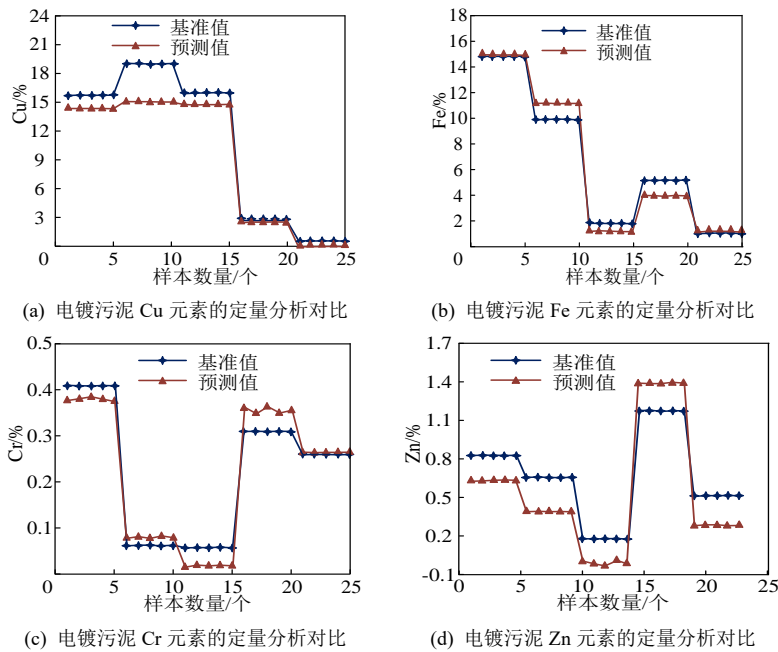 24
21
18
15
12
9
6
3
0
5
10
15
20
25
Cu/%
样本数量/个
基准值
预测值
(a) 电镀污泥 Cu 元素的定量分析对比
18
16
14
12
10
8
6
4
2
0
5
10
15
20
25
Fe/%
样本数量/个
基准值
预测值
(b) 电镀污泥 Fe 元素的定量分析对比
0.5
0.4
0.3
0.2
0.1
0
5
10
15
20
25
Cr/%
样本数量/个
基准值
预测值
(c) 电镀污泥 Cr 元素的定量分析对比
1.7
1.4
1.1
0.8
0.5
0.2
-0.1
0
5
10
15
20
25
Zn/%
样本数量/个
基准值
预测值
(d) 电镀污泥 Zn 元素的定量分析对比